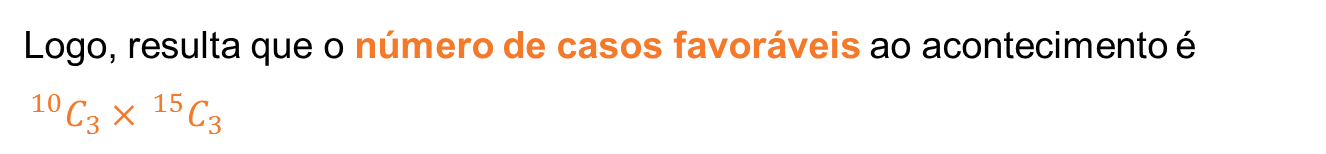 Logo, resulta que o número de casos favoráveis ao acontecimento é
¹⁰C₃ × ¹⁵C₃